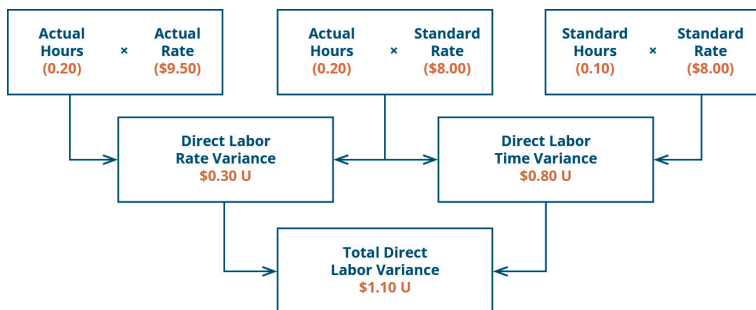 Actual Hours (0.20) × Actual Rate ($9.50)
Actual Hours (0.20) × Standard Rate ($8.00)
Standard Hours (0.10) × Standard Rate ($8.00)
Direct Labor
Rate Variance
$0.30 U
Direct Labor
Time Variance
$0.80 U
Total Direct
Labor Variance
$1.10 U